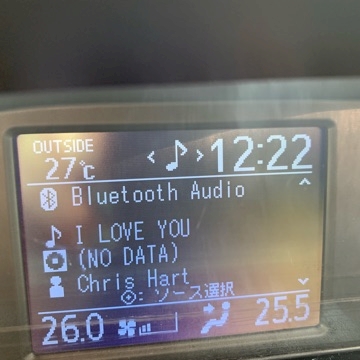 OUTSIDE
27°C
12:22
Bluetooth Audio
I LOVE YOU
(NO DATA)
Chris Hart
: ソース選択
26.0
25.5